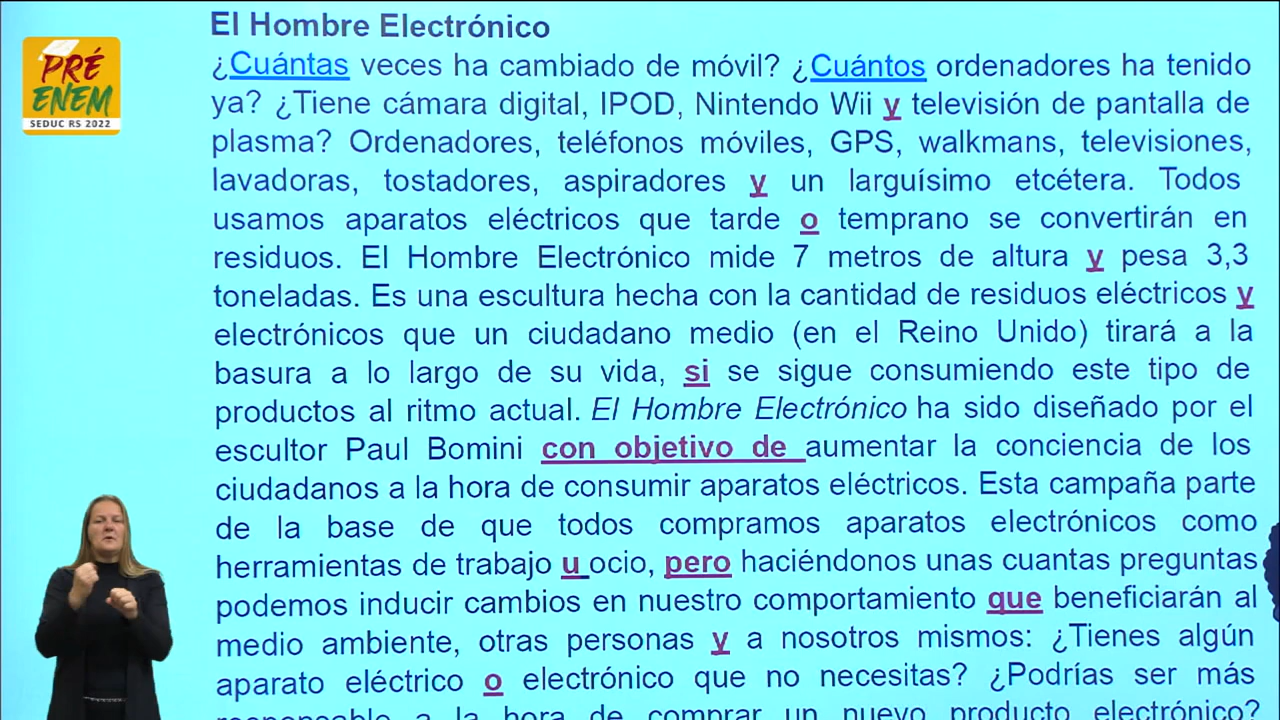 El Hombre Electrónico
PRÉ
ENEM
SEDUC RS 2022
¿Cuántas veces ha cambiado de móvil? ¿Cuántos ordenadores ha tenido
ya? ¿Tiene cámara digital, IPOD, Nintendo Wii y televisión de pantalla de
plasma? Ordenadores, teléfonos móviles, GPS, walkmans, televisiones,
lavadoras, tostadores, aspiradores y un larguísimo etcétera. Todos
usamos aparatos eléctricos que tarde o temprano se convertirán en
residuos. El Hombre Electrónico mide 7 metros de altura y pesa 3,3
toneladas. Es una escultura hecha con la cantidad de residuos eléctricos y
electrónicos que un ciudadano medio (en el Reino Unido) tirará a la
basura a lo largo de su vida, si se sigue consumiendo este tipo de
productos al ritmo actual. El Hombre Electrónico ha sido diseñado por el
escultor Paul Bomini con objetivo de aumentar la conciencia de los
ciudadanos a la hora de consumir aparatos eléctricos. Esta campaña parte
de la base de que todos compramos aparatos electrónicos como
herramientas de trabajo u ocio, pero haciéndonos unas cuantas preguntas
podemos inducir cambios en nuestro comportamiento que beneficiarán al
medio ambiente, otras personas y a nosotros mismos: ¿Tienes algún
aparato eléctrico o electrónico que no necesitas? ¿Podrías ser más
responsable a la hora de comprar un nuevo producto electrónico?